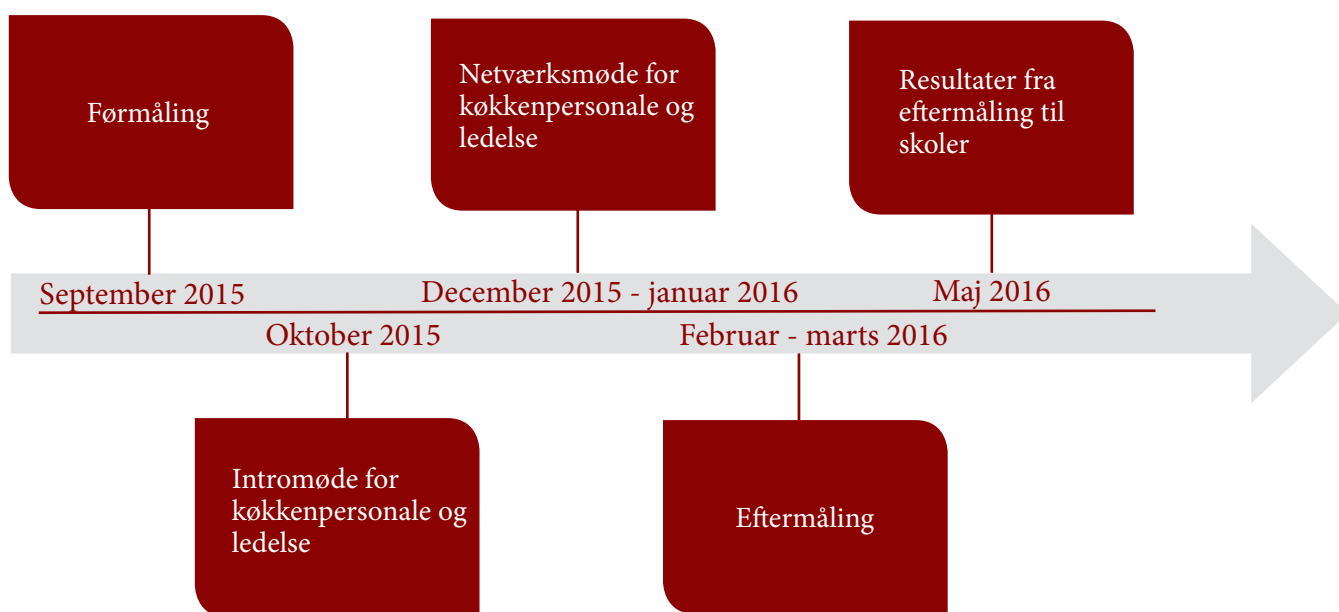 Førmåling
Netværksmøde for
køkkenpersonale og
ledelse
Resultater fra
eftermåling til
skoler
September 2015
December 2015 - januar 2016
Maj 2016
Oktober 2015
Februar - marts 2016
Intromøde for
køkkenpersonale og
ledelse
Eftermåling